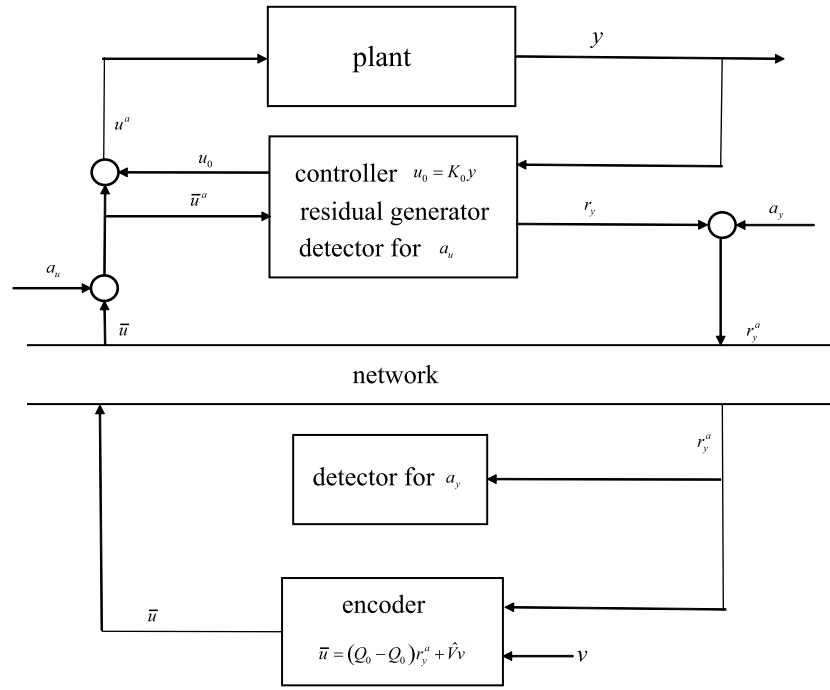 plant
y
u^a
u_0
controller u_0 = K_0 y
residual generator
detector for a_u
ū^a
r_y
a_y
a_u
ū
r_y^a
network
r_y^a
detector for a_y
encoder
ū = (Q_0 − Q_0) r_y^a + V̂v
ū
v